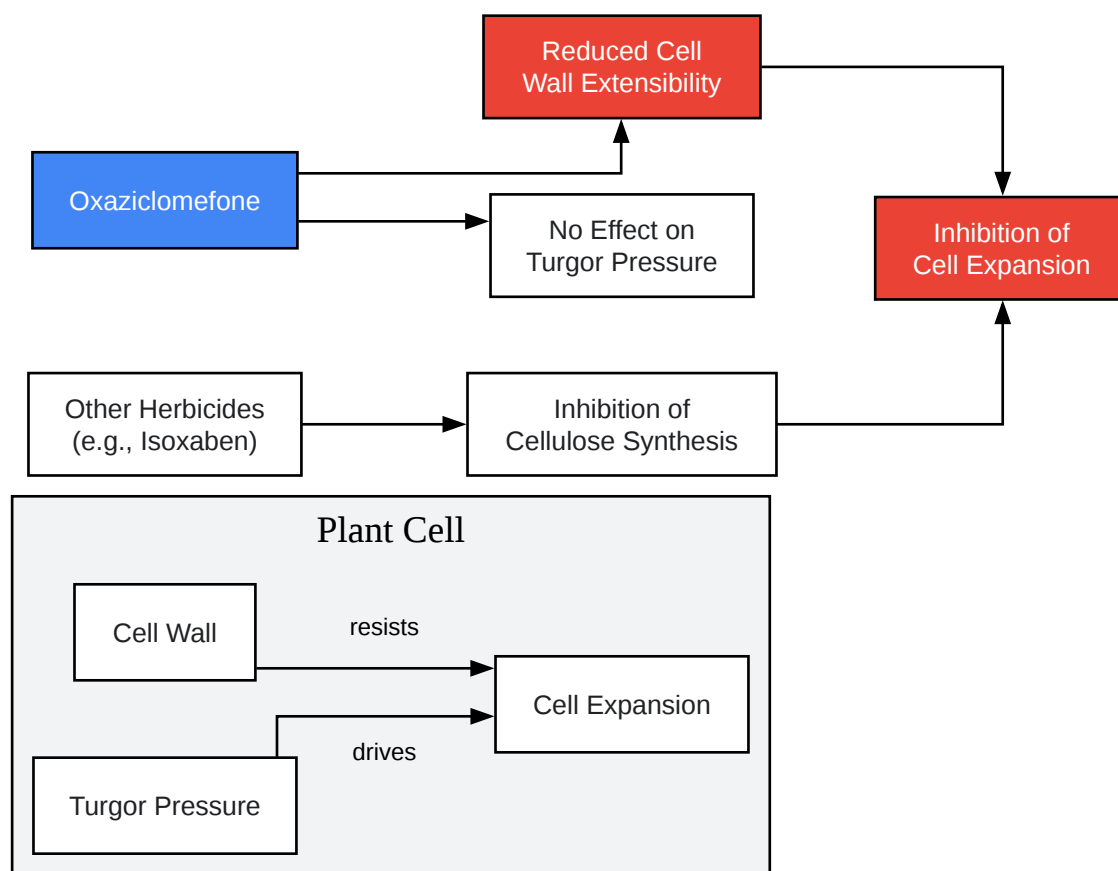 Reduced Cell
Wall Extensibility
Oxaziclomefone
No Effect on
Turgor Pressure
Inhibition of
Cell Expansion
Other Herbicides
(e.g., Isoxaben)
Inhibition of
Cellulose Synthesis
Plant Cell
Cell Wall
resists
Cell Expansion
drives
Turgor Pressure